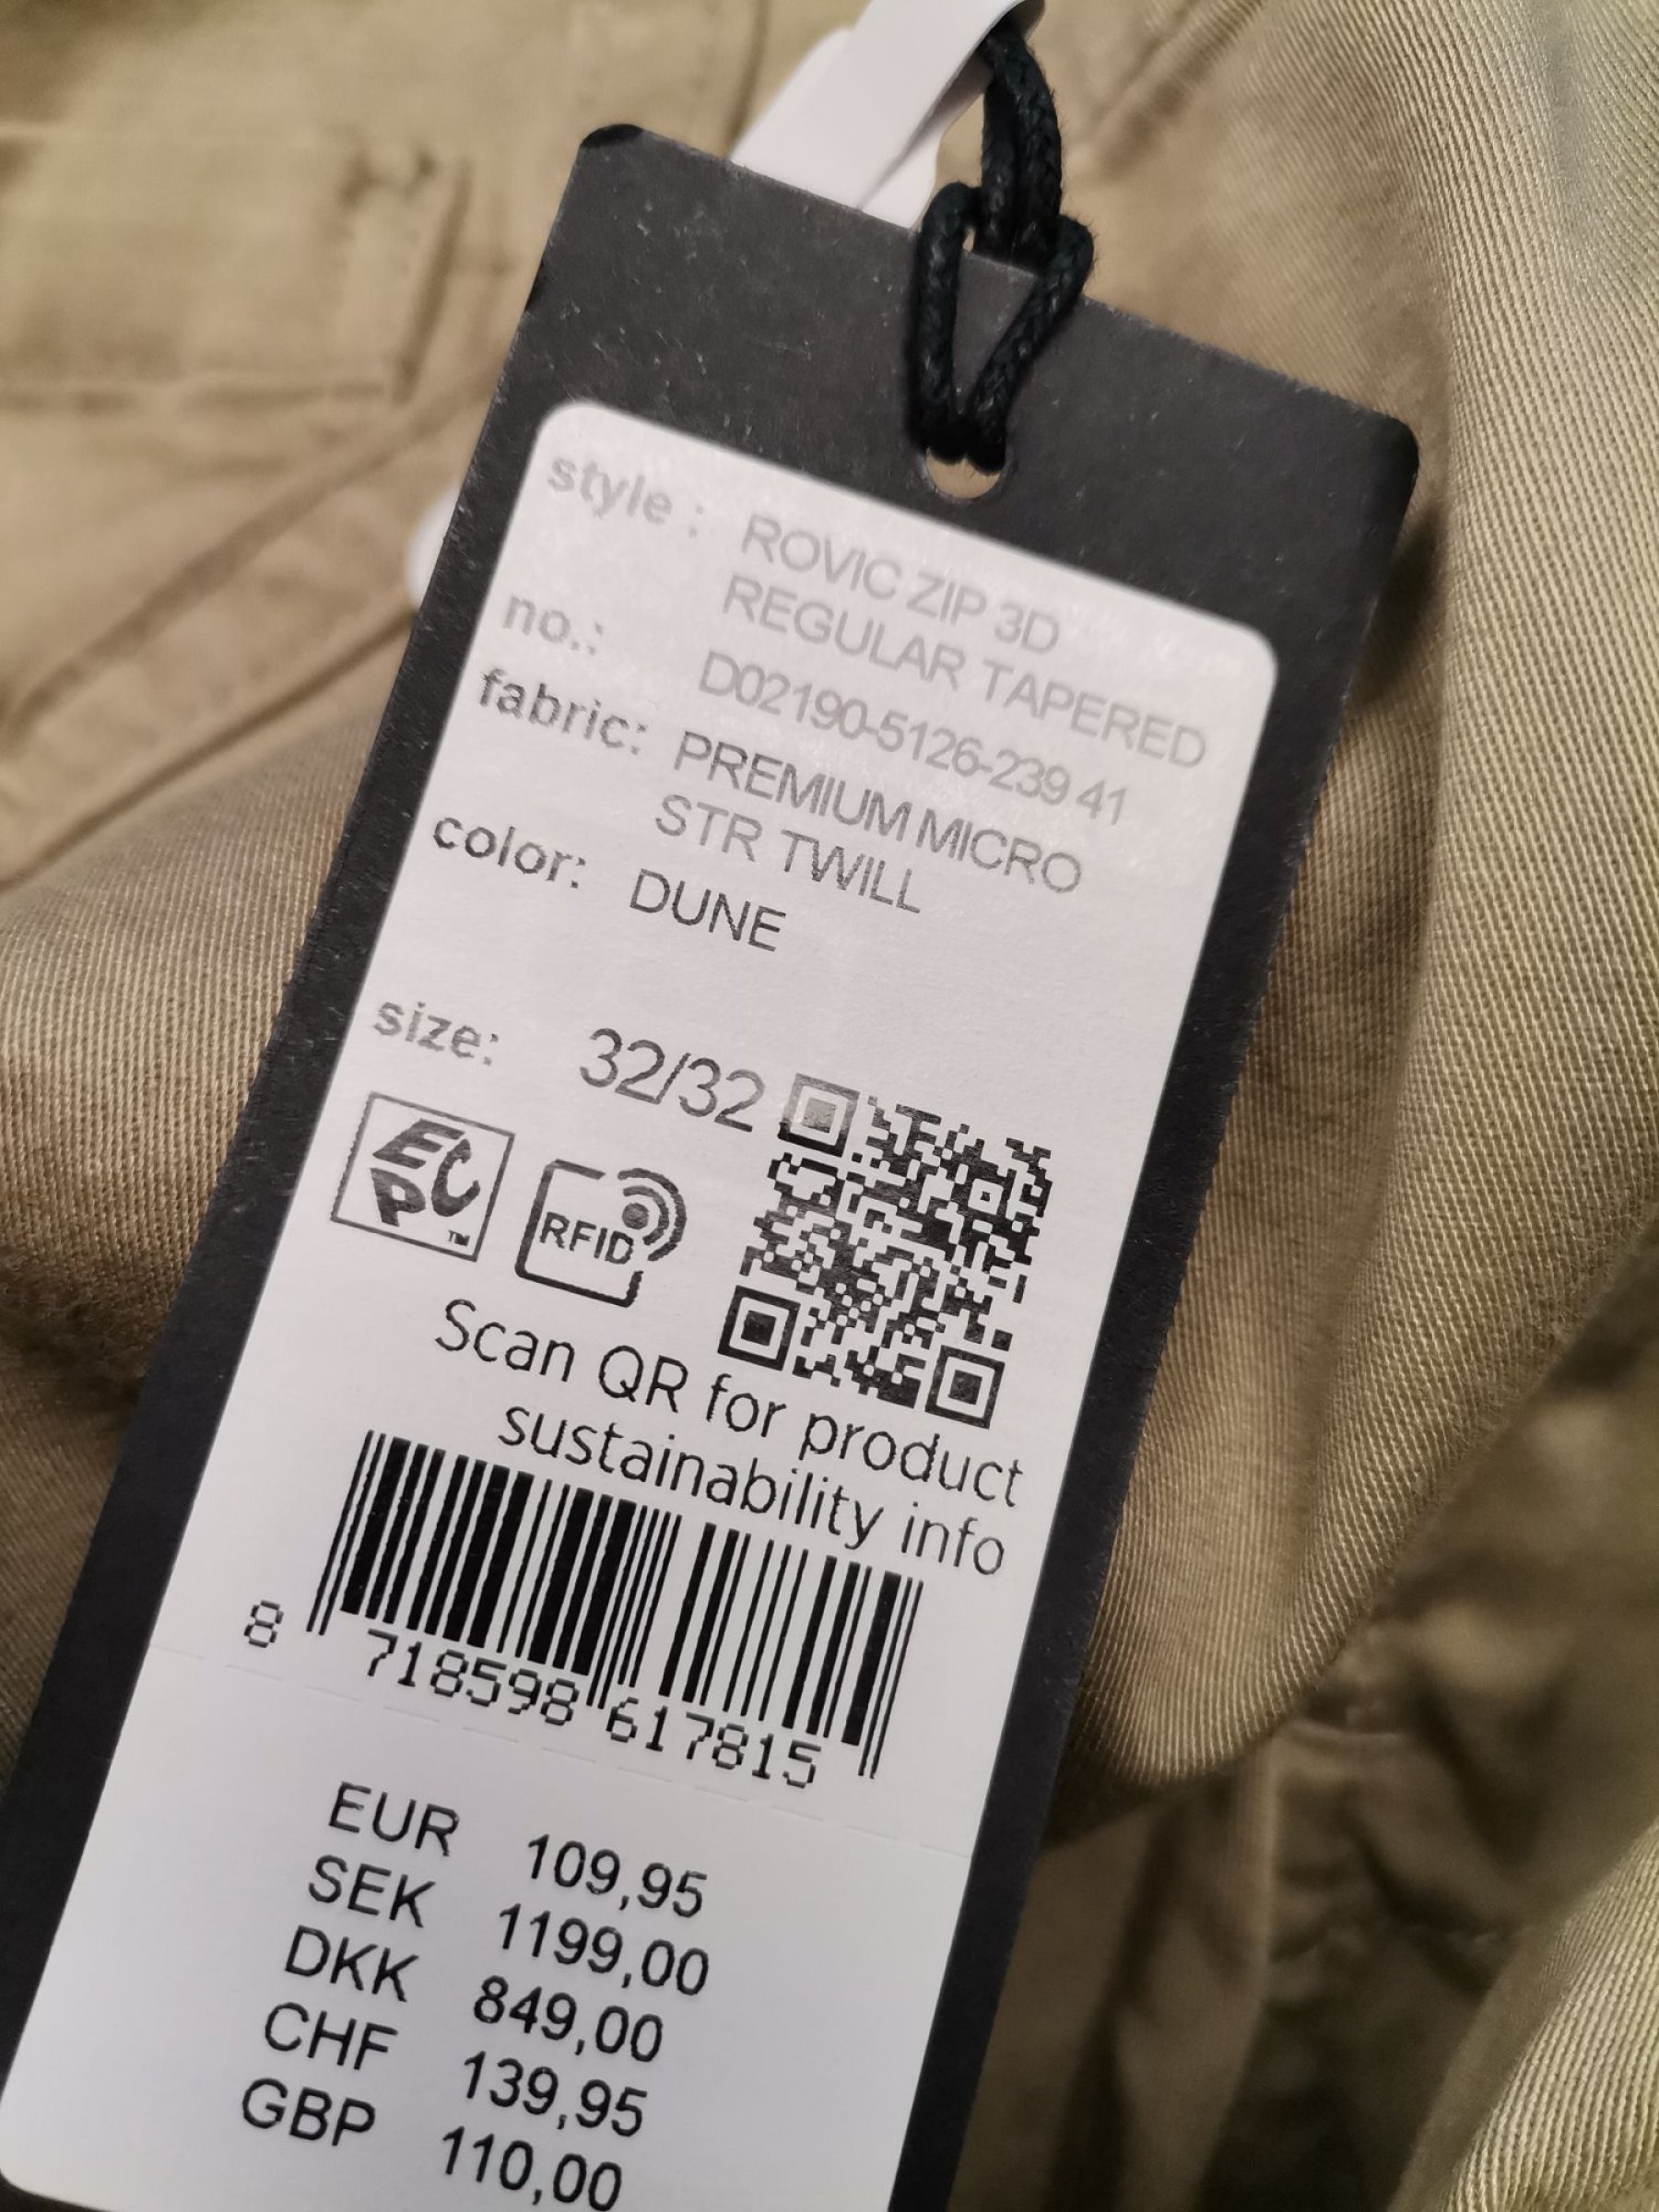 style : ROVIC ZIP 3D
REGULAR TAPERED
no.: D02190-5126-239 41
fabric: PREMIUM MICRO
STR TWILL
color: DUNE
size: 32/32
EPC™
RFID
Scan QR for product
sustainability info
8 718598 617815
EUR 109,95
SEK 1199,00
DKK 849,00
CHF 139,95
GBP 110,00